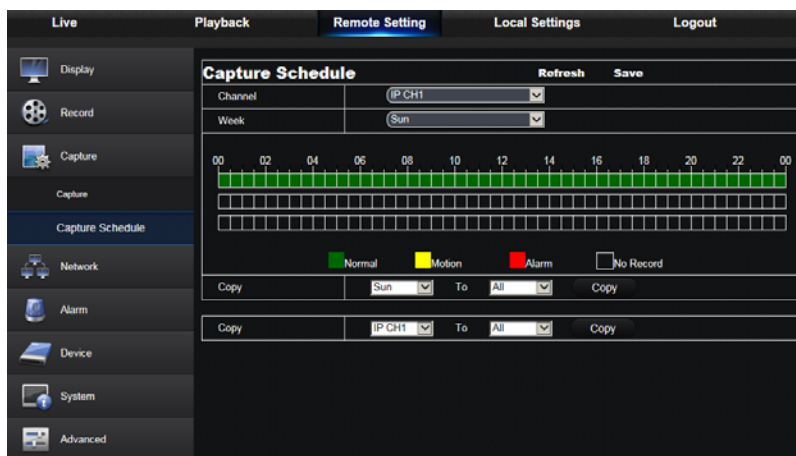 Live Playback Remote Setting Local Settings Logout
Display
Record
Capture
Capture
Capture Schedule
Network
Alarm
Device
System
Advanced
Capture Schedule Refresh Save
Channel IP CH1
Week Sun
00 02 04 06 08 10 12 14 16 18 20 22 00
Normal Motion Alarm No Record
Copy Sun To All Copy
Copy IP CH1 To All Copy